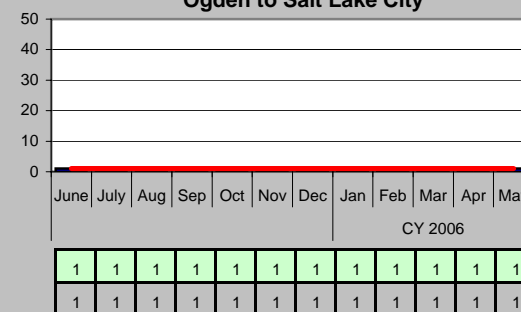 Ogden to Salt Lake City
50
40
30
20
10
0
June July Aug Sep Oct Nov Dec Jan Feb Mar Apr Ma
CY 2006
1 1 1 1 1 1 1 1 1 1 1 1
1 1 1 1 1 1 1 1 1 1 1 1